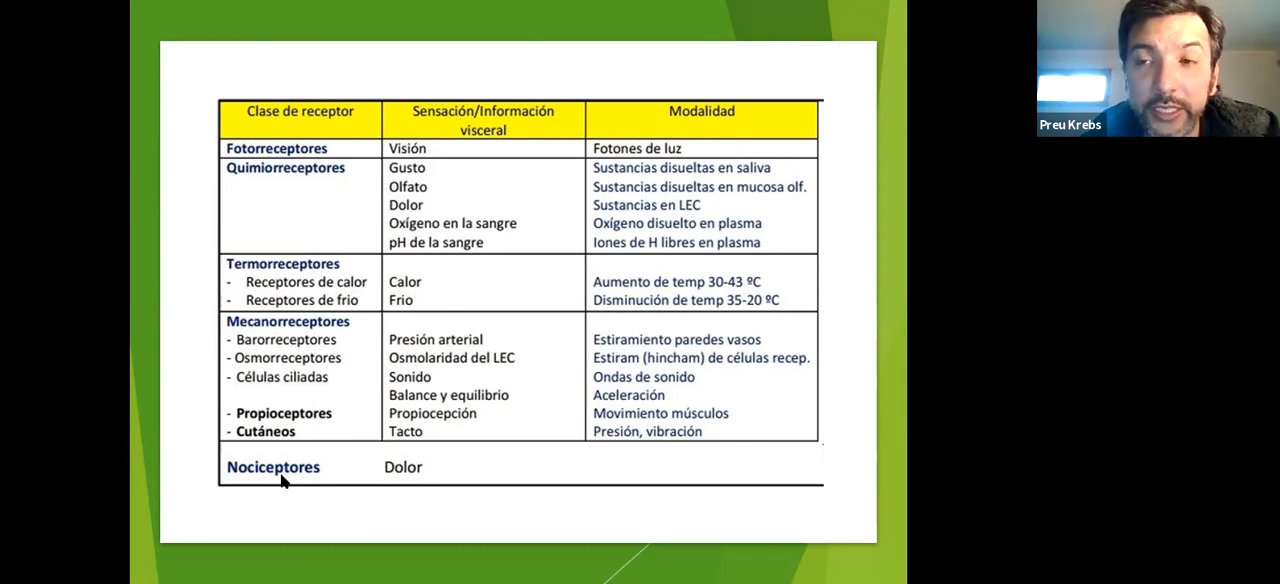 Clase de receptor Sensación/Información visceral Modalidad
Fotorreceptores Visión Fotones de luz
Quimiorreceptores Gusto Sustancias disueltas en saliva
Olfato Sustancias disueltas en mucosa olf.
Dolor Sustancias en LEC
Oxígeno en la sangre Oxígeno disuelto en plasma
pH de la sangre Iones de H libres en plasma
Termorreceptores
- Receptores de calor Calor Aumento de temp 30-43 ºC
- Receptores de frio Frio Disminución de temp 35-20 ºC
Mecanorreceptores
- Barorreceptores Presión arterial Estiramiento paredes vasos
- Osmorreceptores Osmolaridad del LEC Estiram (hincham) de células recep.
- Células ciliadas Sonido Ondas de sonido
Balance y equilibrio Aceleración
- Propioceptores Propiocepción Movimiento músculos
- Cutáneos Tacto Presión, vibración
Nociceptores Dolor
Preu Krebs